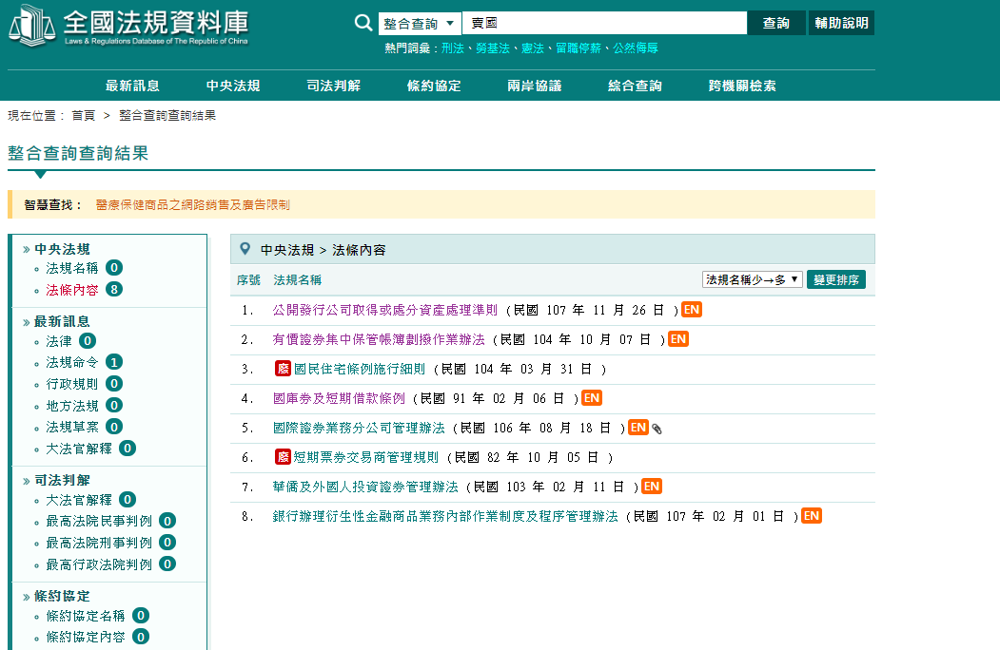 全國法規資料庫
Laws & Regulations Database of The Republic of China
整合查詢 ▼ 賣國 查詢 輔助說明
熱門詞彙：刑法、勞基法、憲法、留職停薪、公然侮辱
最新訊息 中央法規 司法判解 條約協定 兩岸協議 綜合查詢 跨機關檢索
現在位置： 首頁 > 整合查詢查詢結果
整合查詢查詢結果
智慧查找： 醫療保健商品之網路銷售及廣告限制
» 中央法規
法規名稱 0
法條內容 8
» 最新訊息
法律 0
法規命令 1
行政規則 0
地方法規 0
法規草案 0
大法官解釋 0
» 司法判解
大法官解釋 0
最高法院民事判例 0
最高法院刑事判例 0
最高行政法院判例 0
» 條約協定
條約協定名稱 0
條約協定內容 0
中央法規 > 法條內容
序號 法規名稱 法規名稱少→多 ▼ 變更排序
1. 公開發行公司取得或處分資產處理準則 (民國 107 年 11 月 26 日 ) EN
2. 有價證券集中保管帳簿劃撥作業辦法 (民國 104 年 10 月 07 日 ) EN
3. 廢 國民住宅條例施行細則 (民國 104 年 03 月 31 日 )
4. 國庫券及短期借款條例 (民國 91 年 02 月 06 日 ) EN
5. 國際證券業務分公司管理辦法 (民國 106 年 08 月 18 日 ) EN
6. 廢 短期票券交易商管理規則 (民國 82 年 10 月 05 日 )
7. 華僑及外國人投資證券管理辦法 (民國 103 年 02 月 11 日 ) EN
8. 銀行辦理衍生性金融商品業務內部作業制度及程序管理辦法 (民國 107 年 02 月 01 日 ) EN